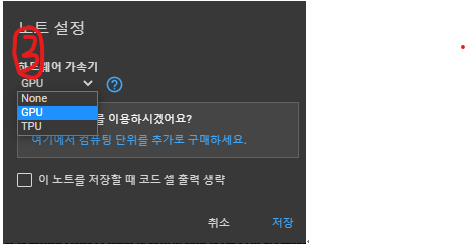 노트 설정
3
하드웨어 가속기
GPU
None
GPU
TPU
를 이용하시겠어요?
여기에서 컴퓨팅 단위를 추가로 구매하세요.
이 노트를 저장할 때 코드 셀 출력 생략
취소
저장